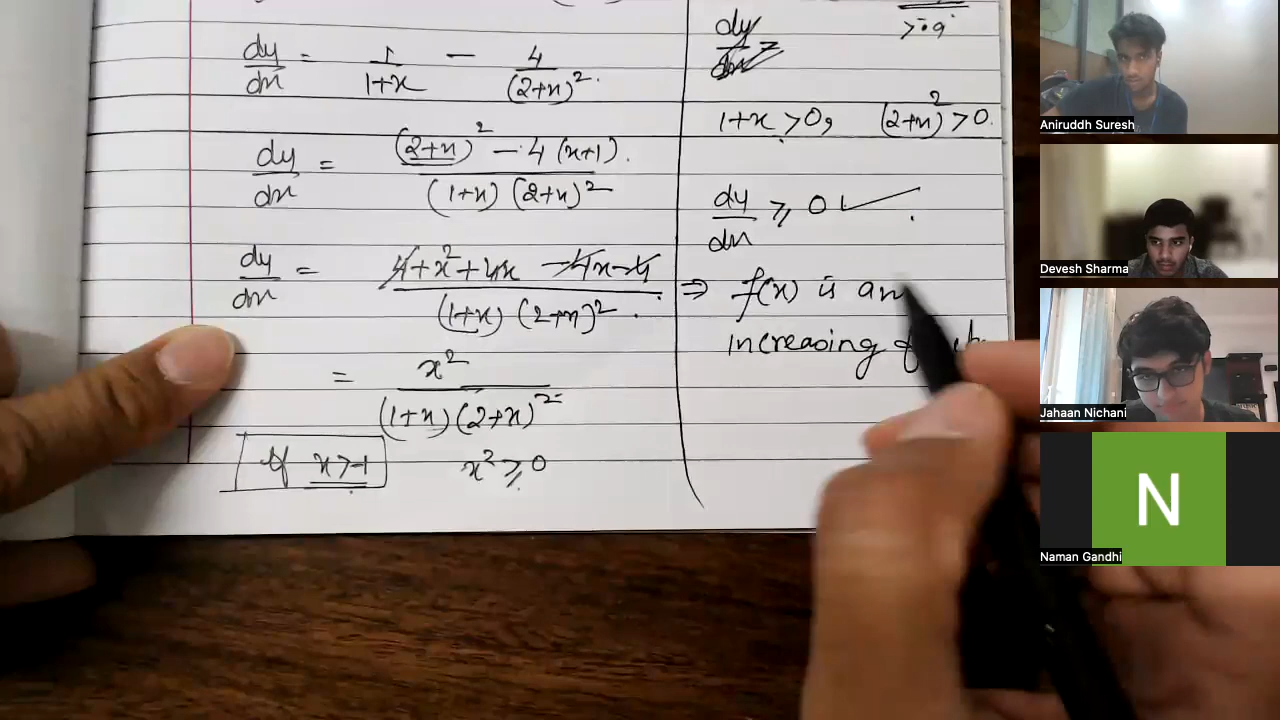 dy/dx = 1/(1+x) - 4/(2+x)².
dy/dx = ((2+x)² - 4(x+1).)/((1+x)(2+x)²)
dy/dx = (4+x²+4x -4x-4)/((1+x)(2+x)².)
= x²/((1+x)(2+x)²)
If x>-1 x² ≥ 0
dy/dx
1+x >0, (2+x)² >0.
dy/dx ≥ 0 ✓
⇒ f(x) is an
increasing
Aniruddh Suresh
Devesh Sharma
Jahaan Nichani
N
Naman Gandhi